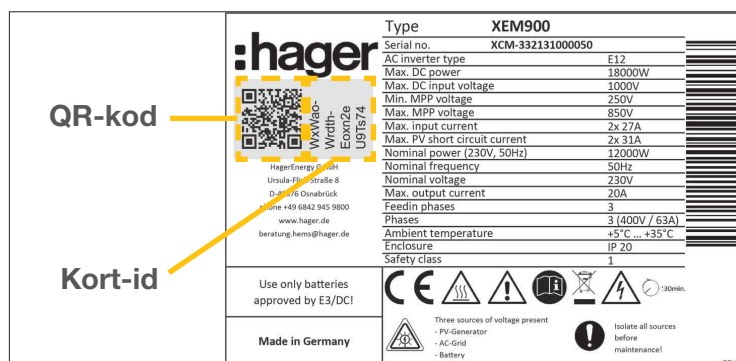 QR-kod
Kort-id
:hager
WxWao-
Wrdth-
Eoxn2e
U9Ts74
HagerEnergy GmbH
Straße 8
Osnabrück
+49 6842 945 9800
www.hager.de
beratung.hems@hager.de
Use only batteries
approved by E3/DC!
Made in Germany
Type XEM900
Serial no. XCM-332131000050
AC inverter type E12
Max. DC power 18000W
Max. DC input voltage 1000V
Min. MPP voltage 250V
Max. MPP voltage 850V
Max. input current 2x 27A
Max. PV short circuit current 2x 31A
Nominal power (230V, 50Hz) 12000W
Nominal frequency 50Hz
Nominal voltage 230V
Max. output current 20A
Feedin phases 3
Phases 3 (400V / 63A)
Ambient temperature +5°C ... +35°C
Enclosure IP 20
Safety class 1
CE
30min.
Three sources of voltage present
- PV-Generator
- AC-Grid
- Battery
Isolate all sources
before
maintenance!